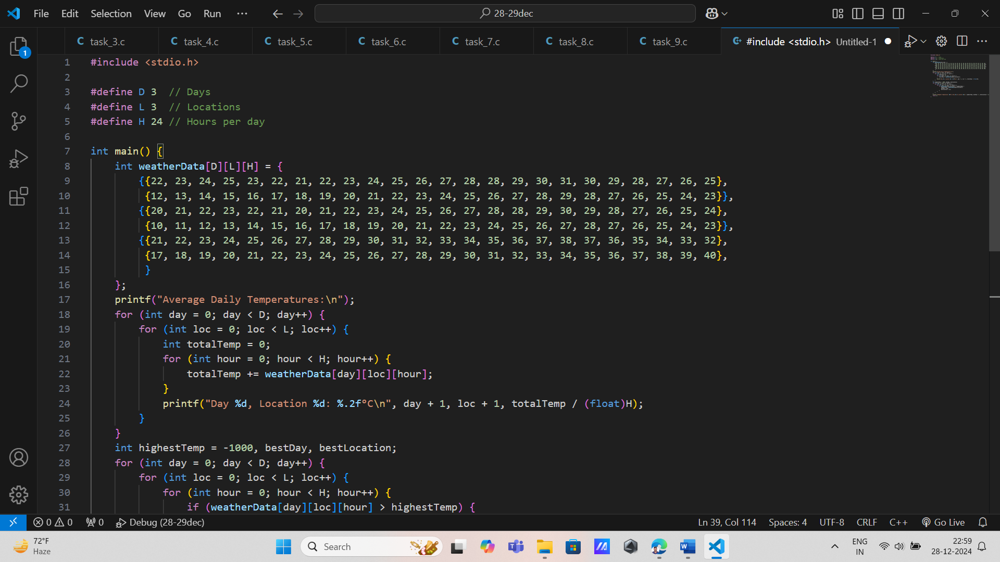 File Edit Selection View Go Run ··· 28-29dec
task_3.c task_4.c task_5.c task_6.c task_7.c task_8.c task_9.c #include <stdio.h> Untitled-1
1 #include <stdio.h>
2
3 #define D 3 // Days
4 #define L 3 // Locations
5 #define H 24 // Hours per day
6
7 int main() {
8 int weatherData[D][L][H] = {
9 {{22, 23, 24, 25, 23, 22, 21, 22, 23, 24, 25, 26, 27, 28, 28, 29, 30, 31, 30, 29, 28, 27, 26, 25},
10 {12, 13, 14, 15, 16, 17, 18, 19, 20, 21, 22, 23, 24, 25, 26, 27, 28, 29, 28, 27, 26, 25, 24, 23}},
11 {{20, 21, 22, 23, 22, 21, 20, 21, 22, 23, 24, 25, 26, 27, 28, 28, 29, 30, 29, 28, 27, 26, 25, 24},
12 {10, 11, 12, 13, 14, 15, 16, 17, 18, 19, 20, 21, 22, 23, 24, 25, 26, 27, 28, 27, 26, 25, 24, 23}},
13 {{21, 22, 23, 24, 25, 26, 27, 28, 29, 30, 31, 32, 33, 34, 35, 36, 37, 38, 37, 36, 35, 34, 33, 32},
14 {17, 18, 19, 20, 21, 22, 23, 24, 25, 26, 27, 28, 29, 30, 31, 32, 33, 34, 35, 36, 37, 38, 39, 40},
15 }
16 };
17 printf("Average Daily Temperatures:\n");
18 for (int day = 0; day < D; day++) {
19 for (int loc = 0; loc < L; loc++) {
20 int totalTemp = 0;
21 for (int hour = 0; hour < H; hour++) {
22 totalTemp += weatherData[day][loc][hour];
23 }
24 printf("Day %d, Location %d: %.2f°C\n", day + 1, loc + 1, totalTemp / (float)H);
25 }
26 }
27 int highestTemp = -1000, bestDay, bestLocation;
28 for (int day = 0; day < D; day++) {
29 for (int loc = 0; loc < L; loc++) {
30 for (int hour = 0; hour < H; hour++) {
31 if (weatherData[day][loc][hour] > highestTemp) {
1
0 0 0 Debug (28-29dec) Ln 39, Col 114 Spaces: 4 UTF-8 CRLF C++ Go Live
72°F
Haze
Search
ENG
IN
22:59
28-12-2024